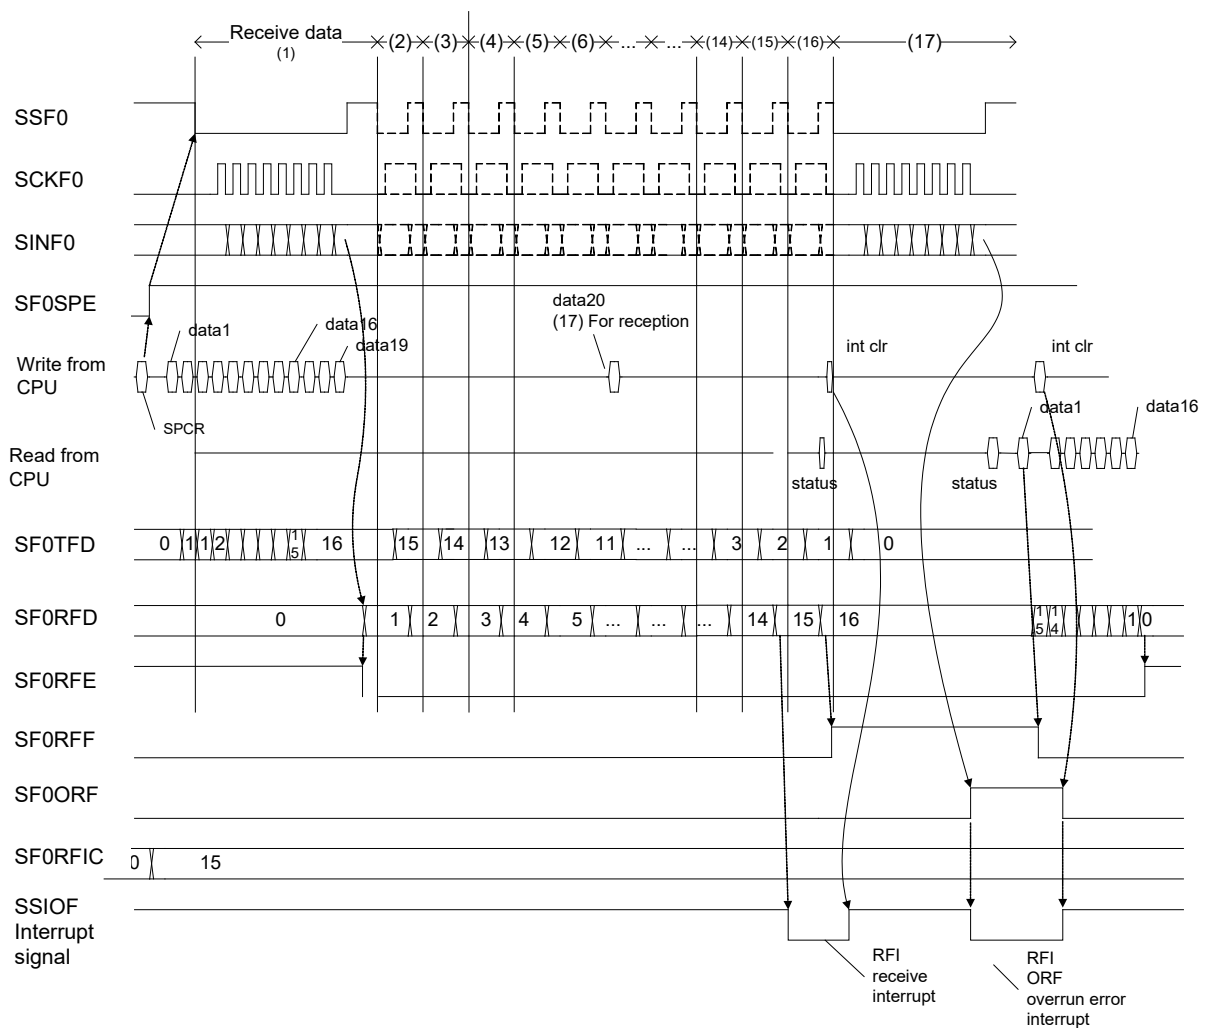 Receive data
(1)
(2) (3) (4) (5) (6) ... ... (14) (15) (16) (17)
SSF0
SCKF0
SINF0
SF0SPE
data20
(17) For reception
data1
data16
data19
int clr
int clr
Write from
CPU
SPCR
data1
data16
Read from
CPU
status
status
SF0TFD
0 1 1 2 15 16 15 14 13 12 11 ... ... 3 2 1 0
SF0RFD
0 1 2 3 4 5 ... ... ... 14 15 16 15 14 1 0
SF0RFE
SF0RFF
SF0ORF
SF0RFIC
0 15
SSIOF
Interrupt
signal
RFI
receive
interrupt
RFI
ORF
overrun error
interrupt